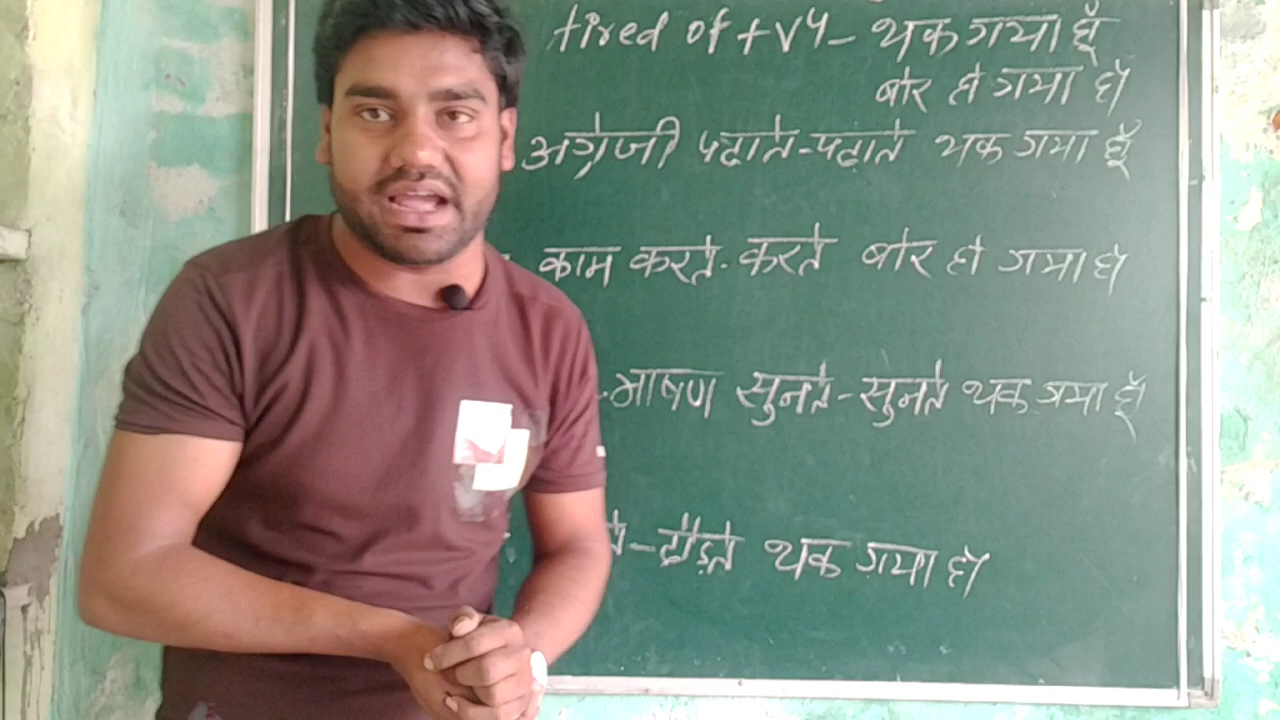 tired of + V4 - थक गया हूँ
बोर हो गया हो
अग्रेजी पढाते-पढाते थक गया हूँ
काम करते-करते बोर हो गया हो
भाषण सुनते-सुनते थक गया हूँ
-दौड़ते थक गया हो